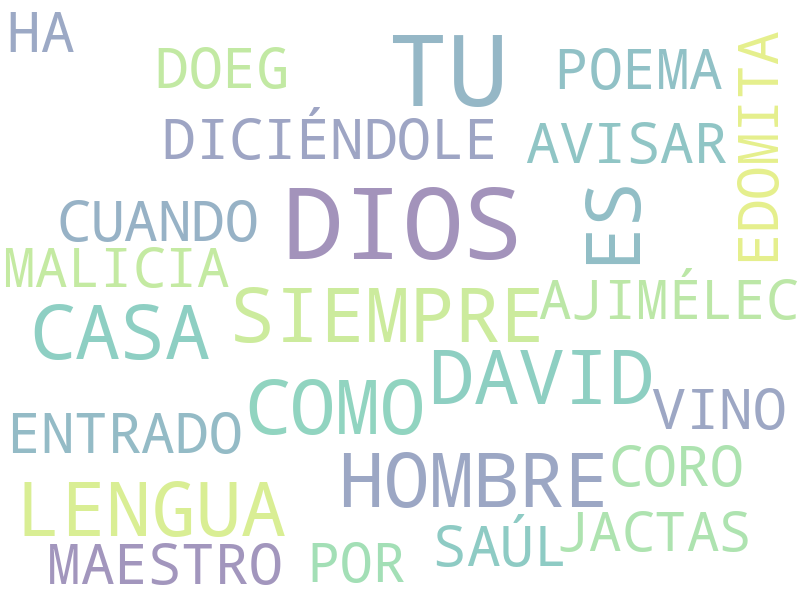 HA
DOEG
TU
POEMA
EDOMITA
DICIÉNDOLE
AVISAR
CUANDO
DIOS
ES
MALICIA
SIEMPRE
AJIMÉLEC
CASA
COMO
DAVID
VINO
ENTRADO
HOMBRE
CORO
LENGUA
SAÚL
JACTAS
MAESTRO
POR